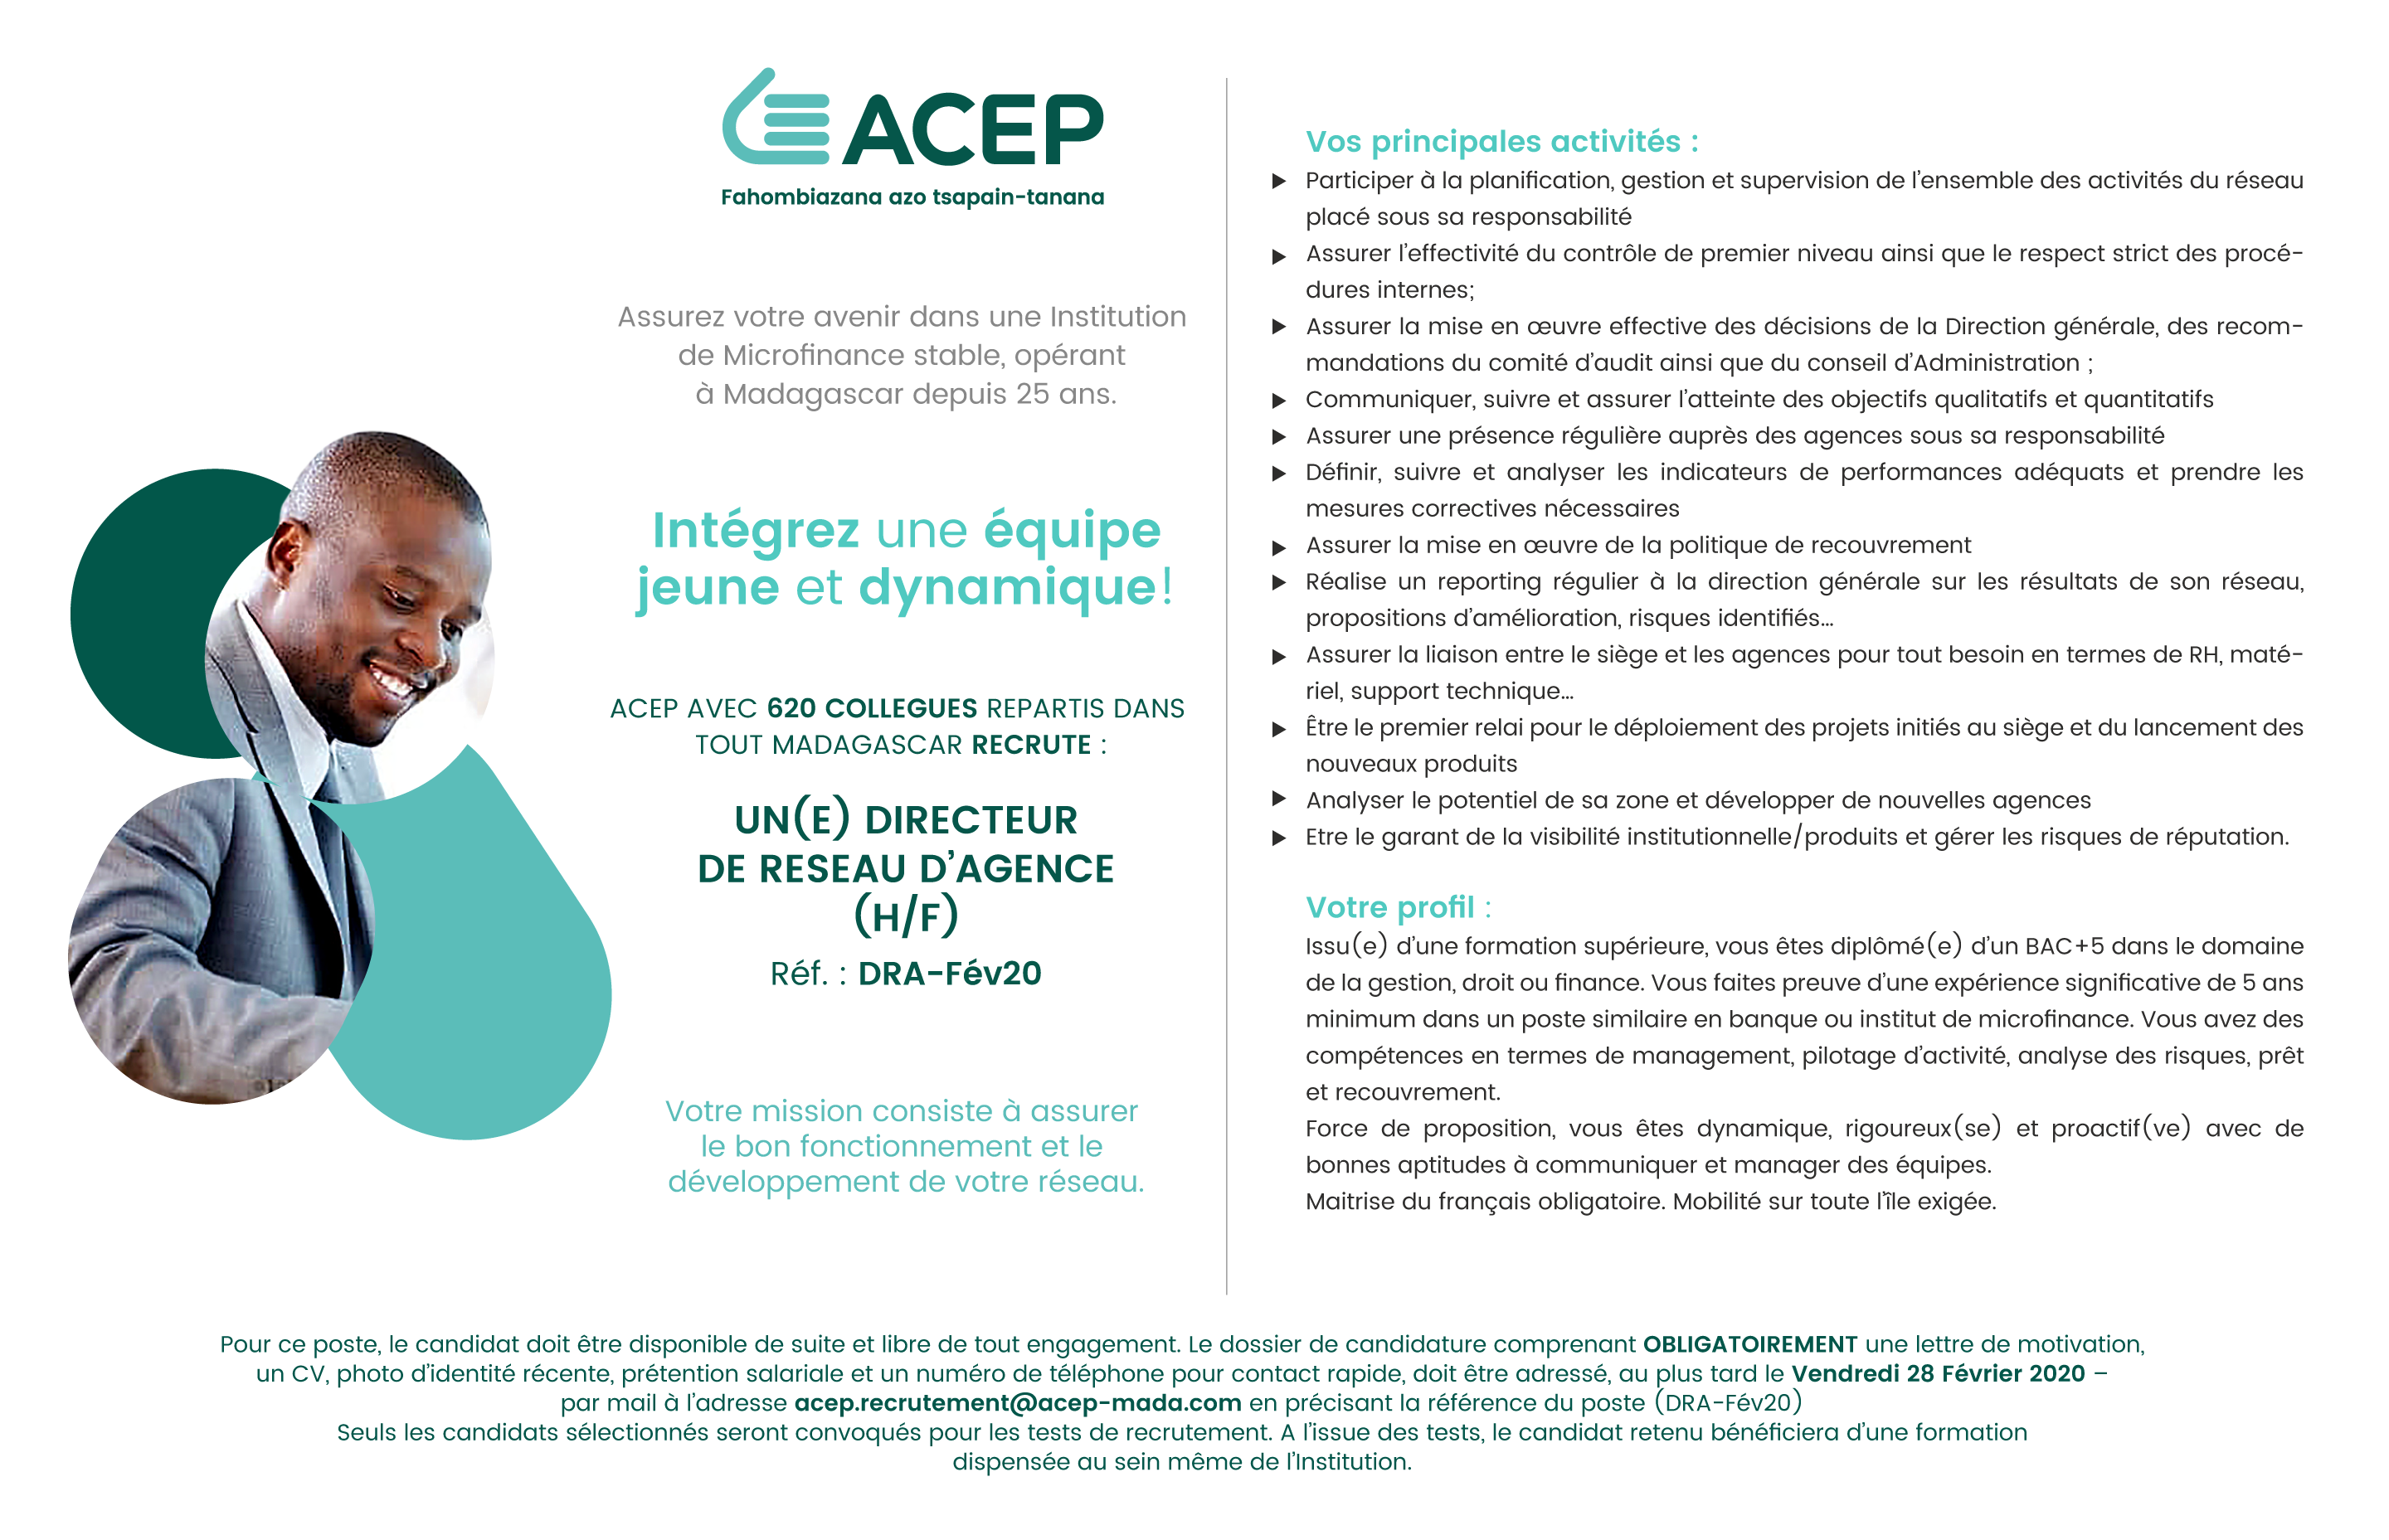 ACEP
Fahombiazana azo tsapain-tanana
Assurez votre avenir dans une Institution
de Microfinance stable, opérant
à Madagascar depuis 25 ans.
Intégrez une équipe
jeune et dynamique!
ACEP AVEC 620 COLLEGUES REPARTIS DANS
TOUT MADAGASCAR RECRUTE :
UN(E) DIRECTEUR
DE RESEAU D’AGENCE
(H/F)
Réf. : DRA-Fév20
Votre mission consiste à assurer
le bon fonctionnement et le
développement de votre réseau.
Vos principales activités :
Participer à la planification, gestion et supervision de l’ensemble des activités du réseau
placé sous sa responsabilité
Assurer l’effectivité du contrôle de premier niveau ainsi que le respect strict des procé-
dures internes;
Assurer la mise en œuvre effective des décisions de la Direction générale, des recom-
mandations du comité d’audit ainsi que du conseil d’Administration ;
Communiquer, suivre et assurer l’atteinte des objectifs qualitatifs et quantitatifs
Assurer une présence régulière auprès des agences sous sa responsabilité
Définir, suivre et analyser les indicateurs de performances adéquats et prendre les
mesures correctives nécessaires
Assurer la mise en œuvre de la politique de recouvrement
Réalise un reporting régulier à la direction générale sur les résultats de son réseau,
propositions d’amélioration, risques identifiés...
Assurer la liaison entre le siège et les agences pour tout besoin en termes de RH, maté-
riel, support technique...
Être le premier relai pour le déploiement des projets initiés au siège et du lancement des
nouveaux produits
Analyser le potentiel de sa zone et développer de nouvelles agences
Etre le garant de la visibilité institutionnelle/produits et gérer les risques de réputation.
Votre profil :
Issu(e) d’une formation supérieure, vous êtes diplômé(e) d’un BAC+5 dans le domaine
de la gestion, droit ou finance. Vous faites preuve d’une expérience significative de 5 ans
minimum dans un poste similaire en banque ou institut de microfinance. Vous avez des
compétences en termes de management, pilotage d’activité, analyse des risques, prêt
et recouvrement.
Force de proposition, vous êtes dynamique, rigoureux(se) et proactif(ve) avec de
bonnes aptitudes à communiquer et manager des équipes.
Maitrise du français obligatoire. Mobilité sur toute l’île exigée.
Pour ce poste, le candidat doit être disponible de suite et libre de tout engagement. Le dossier de candidature comprenant OBLIGATOIREMENT une lettre de motivation,
un CV, photo d’identité récente, prétention salariale et un numéro de téléphone pour contact rapide, doit être adressé, au plus tard le Vendredi 28 Février 2020 –
par mail à l’adresse acep.recrutement@acep-mada.com en précisant la référence du poste (DRA-Fév20)
Seuls les candidats sélectionnés seront convoqués pour les tests de recrutement. A l’issue des tests, le candidat retenu bénéficiera d’une formation
dispensée au sein même de l’Institution.